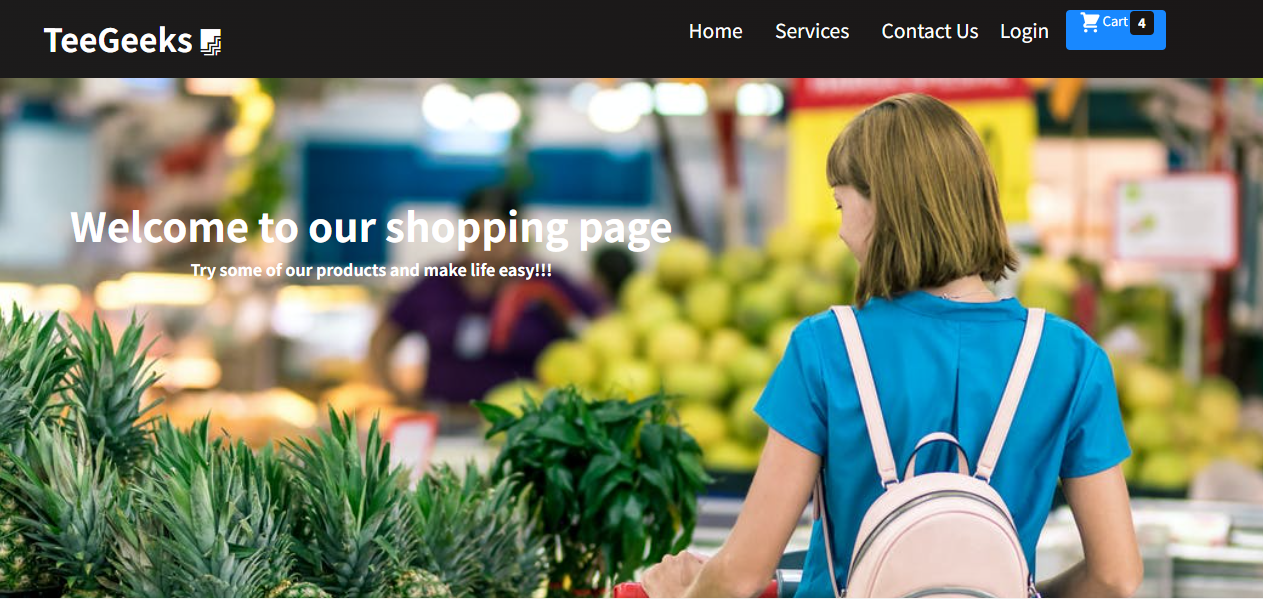 TeeGeeks
Home Services Contact Us Login Cart 4
Welcome to our shopping page
Try some of our products and make life easy!!!